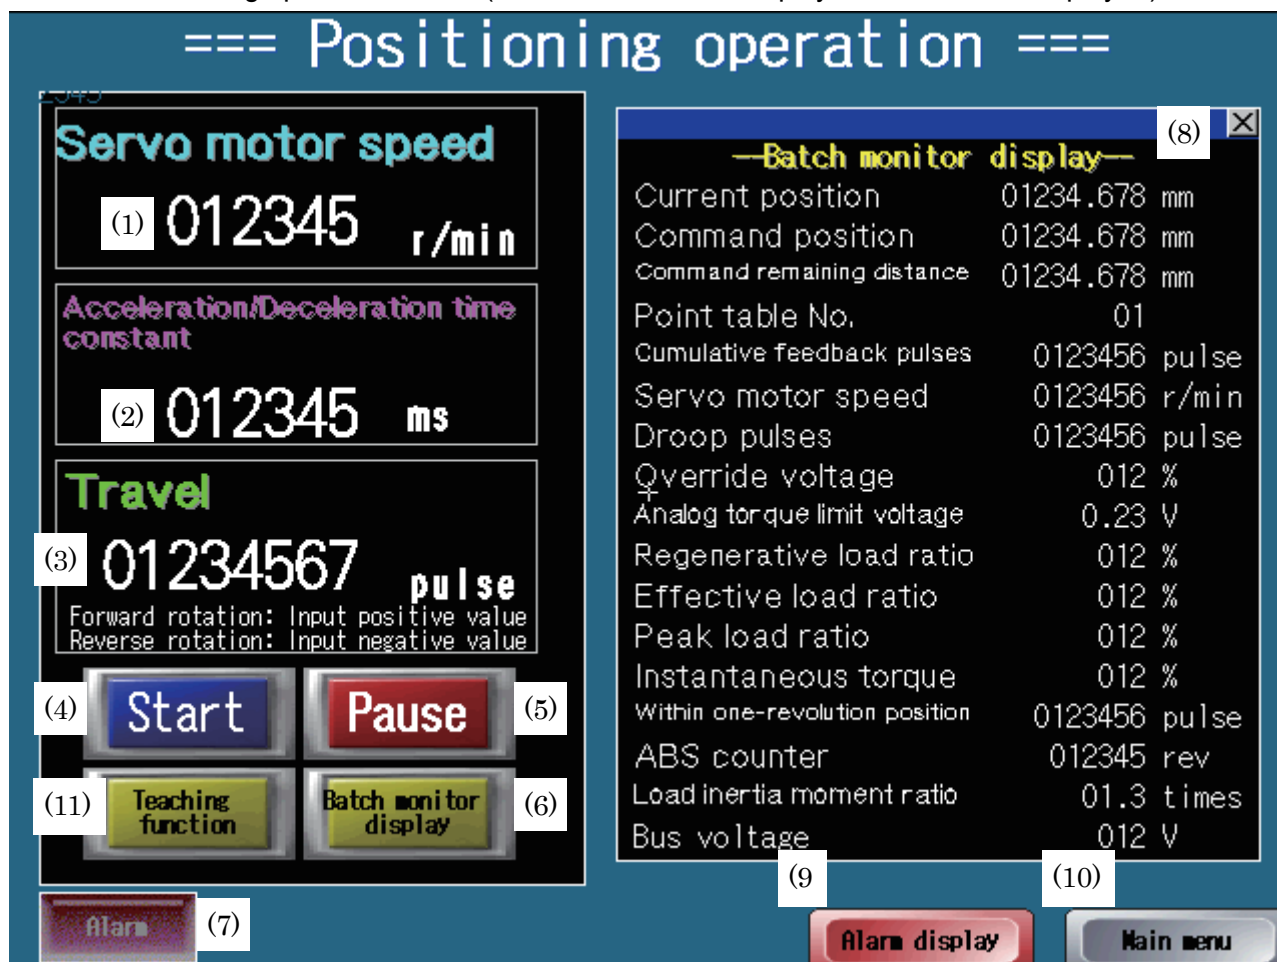 === Positioning operation ===
Servo motor speed
(1) 012345 r/min
Acceleration/Deceleration time
constant
(2) 012345 ms
Travel
(3) 01234567 pulse
Forward rotation: Input positive value
Reverse rotation: Input negative value
(4) Start
Pause (5)
(11) Teaching
function
Batch monitor
display (6)
Alarm (7)
(8)
—Batch monitor display—
Current position 01234.678 mm
Command position 01234.678 mm
Command remaining distance 01234.678 mm
Point table No. 01
Cumulative feedback pulses 0123456 pulse
Servo motor speed 0123456 r/min
Droop pulses 0123456 pulse
Override voltage 012 %
Analog torque limit voltage 0.23 V
Regenerative load ratio 012 %
Effective load ratio 012 %
Peak load ratio 012 %
Instantaneous torque 012 %
Within one-revolution position 0123456 pulse
ABS counter 012345 rev
Load inertia moment ratio 01.3 times
Bus voltage 012 V
(9) (10)
Alarm display Main menu